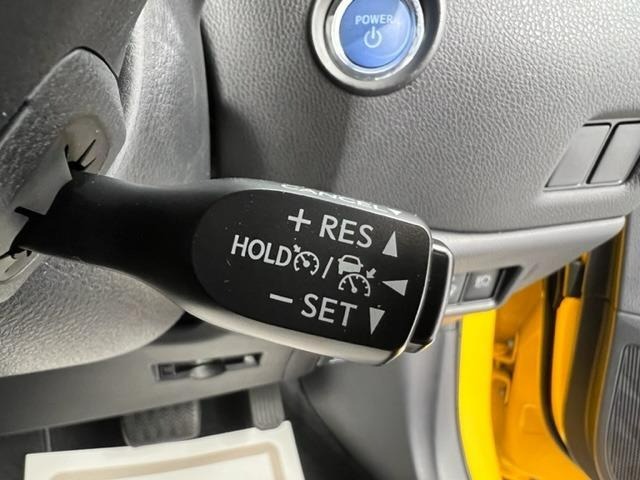 POWER
CANCEL
+ RES ▲
HOLD / ◀
− SET ▼